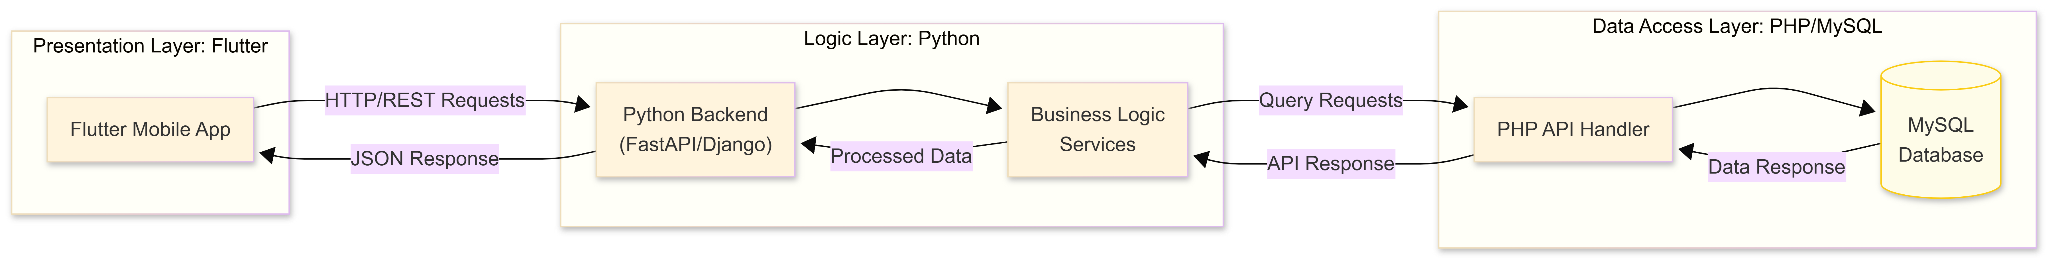 Presentation Layer: Flutter
Flutter Mobile App
HTTP/REST Requests
JSON Response
Logic Layer: Python
Python Backend
(FastAPI/Django)
Processed Data
Business Logic
Services
Query Requests
API Response
Data Access Layer: PHP/MySQL
PHP API Handler
Data Response
MySQL
Database